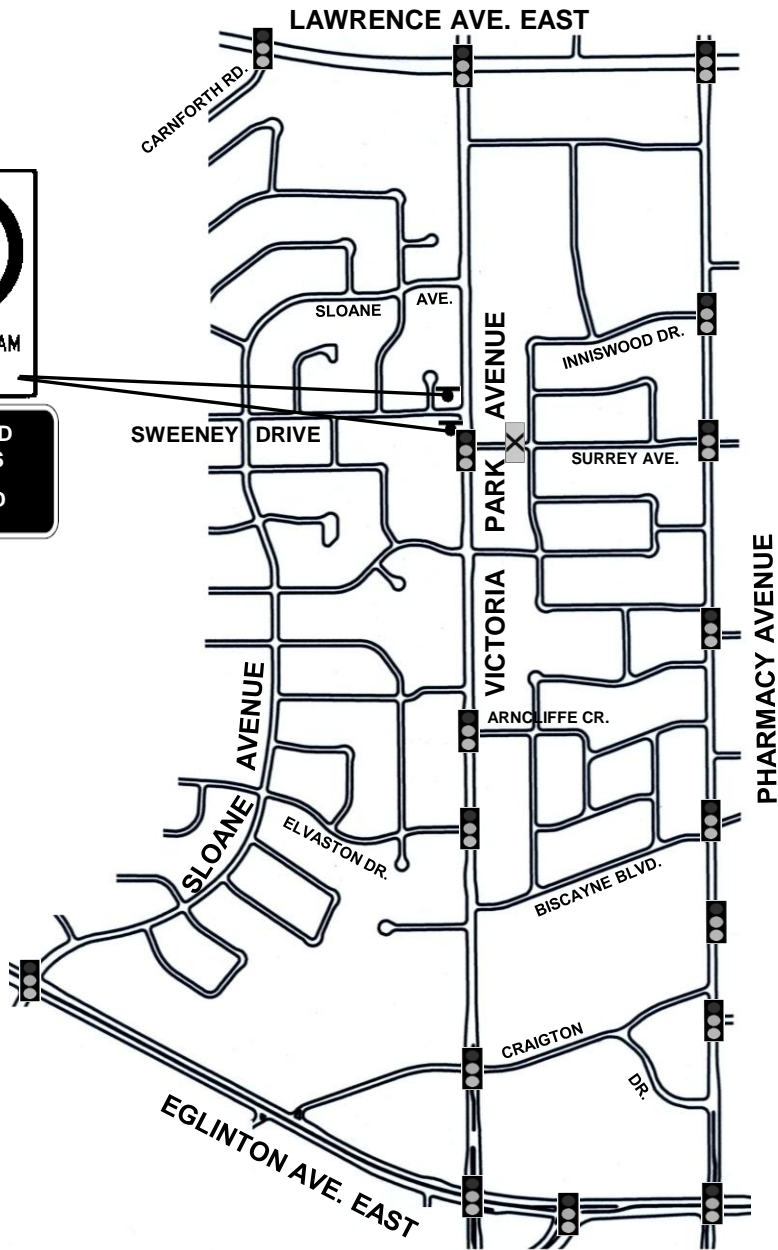 LAWRENCE AVE. EAST
CARNFORTH RD.
AM
SLOANE AVE.
INNISWOOD DR.
SWEENEY DRIVE
SURREY AVE.
VICTORIA PARK AVENUE
PHARMACY AVENUE
ARNCLIFFE CR.
SLOANE AVENUE
ELVASTON DR.
BISCAYNE BLVD.
CRAIGTON DR.
EGLINTON AVE. EAST